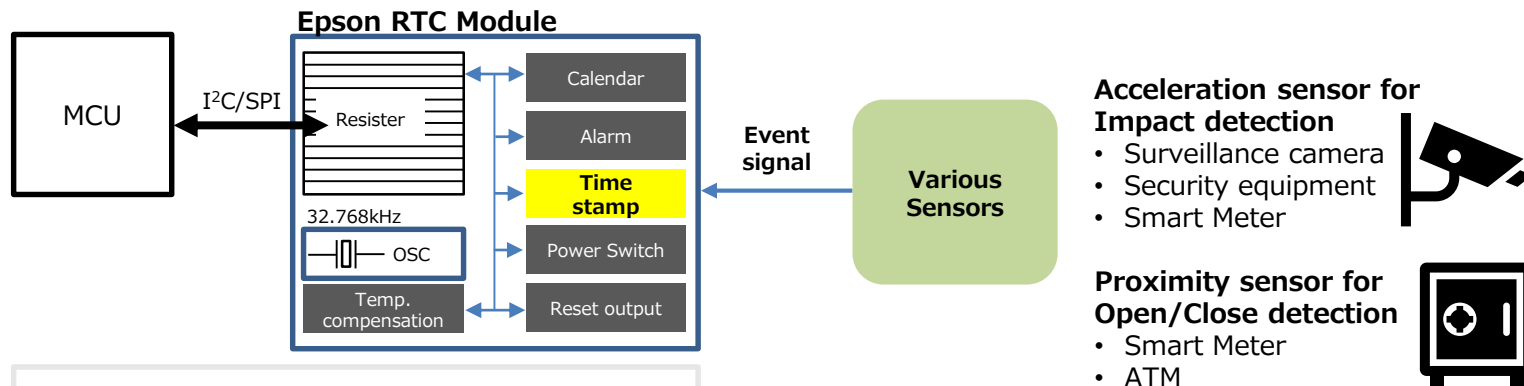 Epson RTC Module
MCU
I²C/SPI
Resister
Calendar
Alarm
Time
stamp
Power Switch
Reset output
32.768kHz
OSC
Temp.
compensation
Event
signal
Various
Sensors
Acceleration sensor for
Impact detection
• Surveillance camera
• Security equipment
• Smart Meter
Proximity sensor for
Open/Close detection
• Smart Meter
• ATM